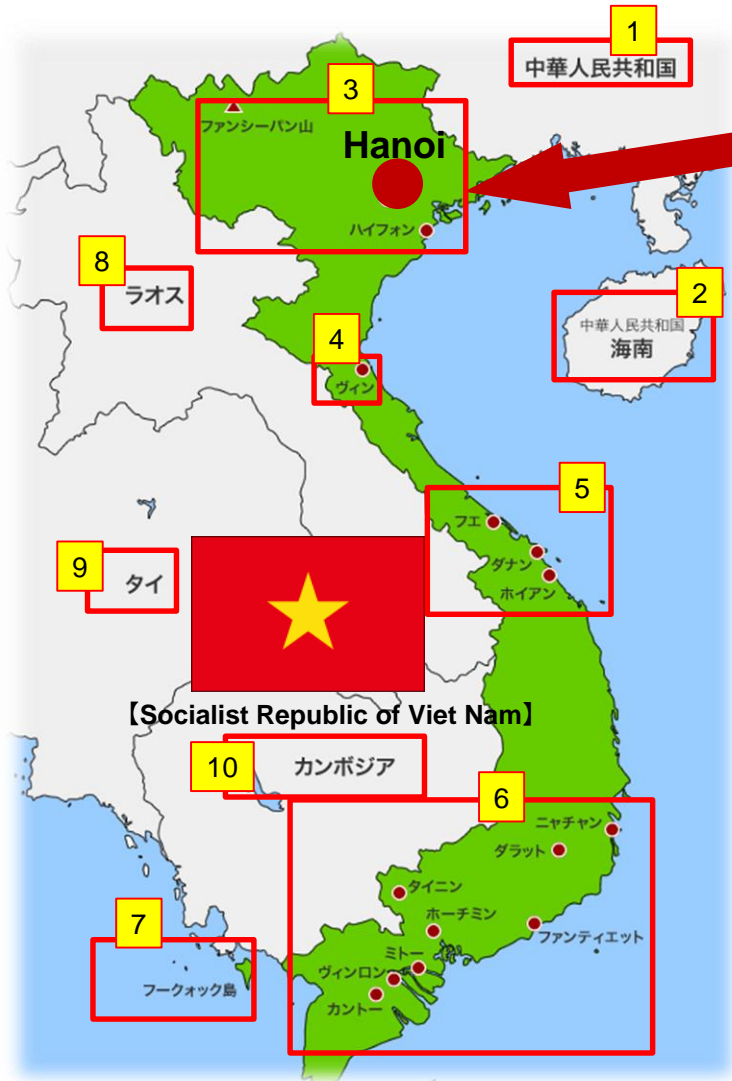 1
中華人民共和国
3
ファンシーパン山
Hanoi
ハイフォン
8
ラオス
2
中華人民共和国
海南
4
ヴィン
5
フエ
ダナン
ホイアン
9
タイ
【Socialist Republic of Viet Nam】
10
カンボジア
6
ニャチャン
ダラット
タイニン
ホーチミン
ファンティエット
7
フークォック島
ミトー
ヴィンロン
カントー